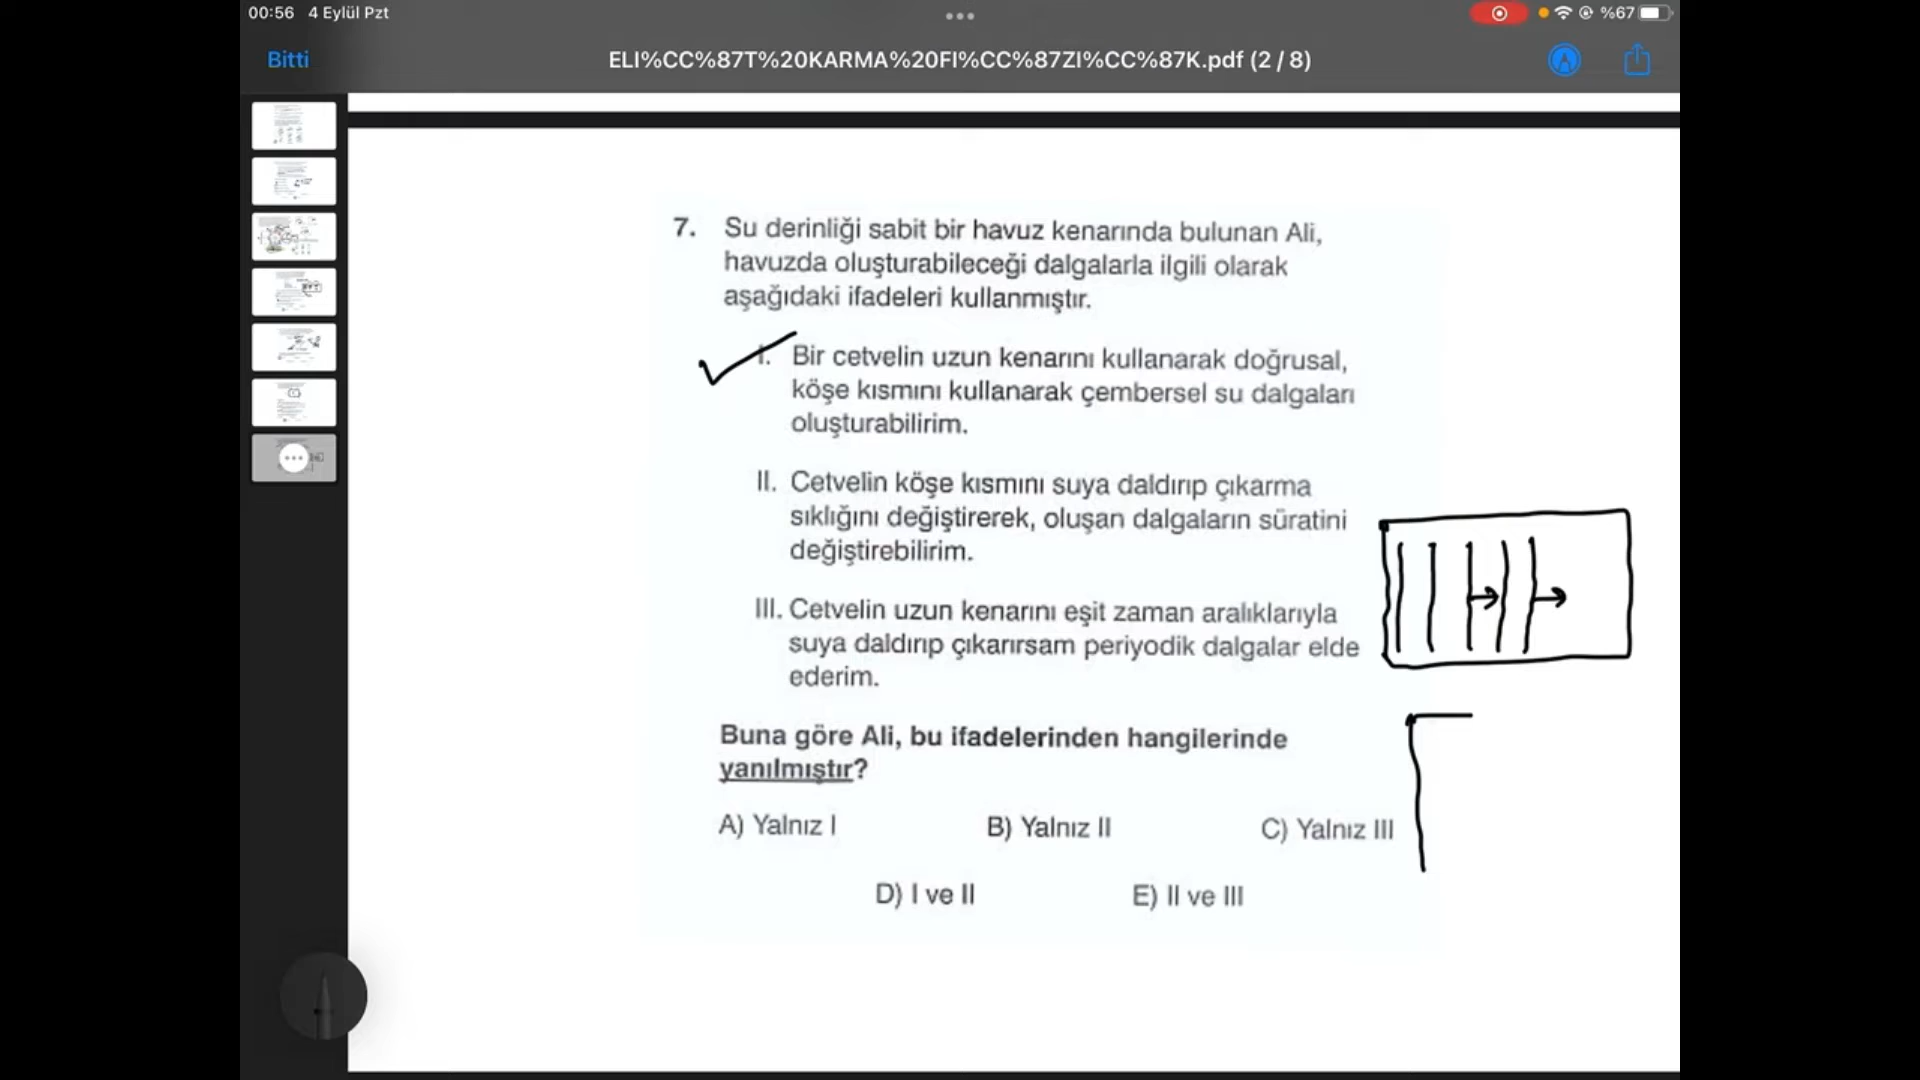 00:56 4 Eylül Pzt
%67
Bitti
ELI%CC%87T%20KARMA%20FI%CC%87ZI%CC%87K.pdf (2 / 8)
7. Su derinliği sabit bir havuz kenarında bulunan Ali,
havuzda oluşturabileceği dalgalarla ilgili olarak
aşağıdaki ifadeleri kullanmıştır.
I. Bir cetvelin uzun kenarını kullanarak doğrusal,
köşe kısmını kullanarak çembersel su dalgaları
oluşturabilirim.
II. Cetvelin köşe kısmını suya daldırıp çıkarma
sıklığını değiştirerek, oluşan dalgaların süratini
değiştirebilirim.
III. Cetvelin uzun kenarını eşit zaman aralıklarıyla
suya daldırıp çıkarırsam periyodik dalgalar elde
ederim.
Buna göre Ali, bu ifadelerinden hangilerinde
yanılmıştır?
A) Yalnız I B) Yalnız II C) Yalnız III
D) I ve II E) II ve III